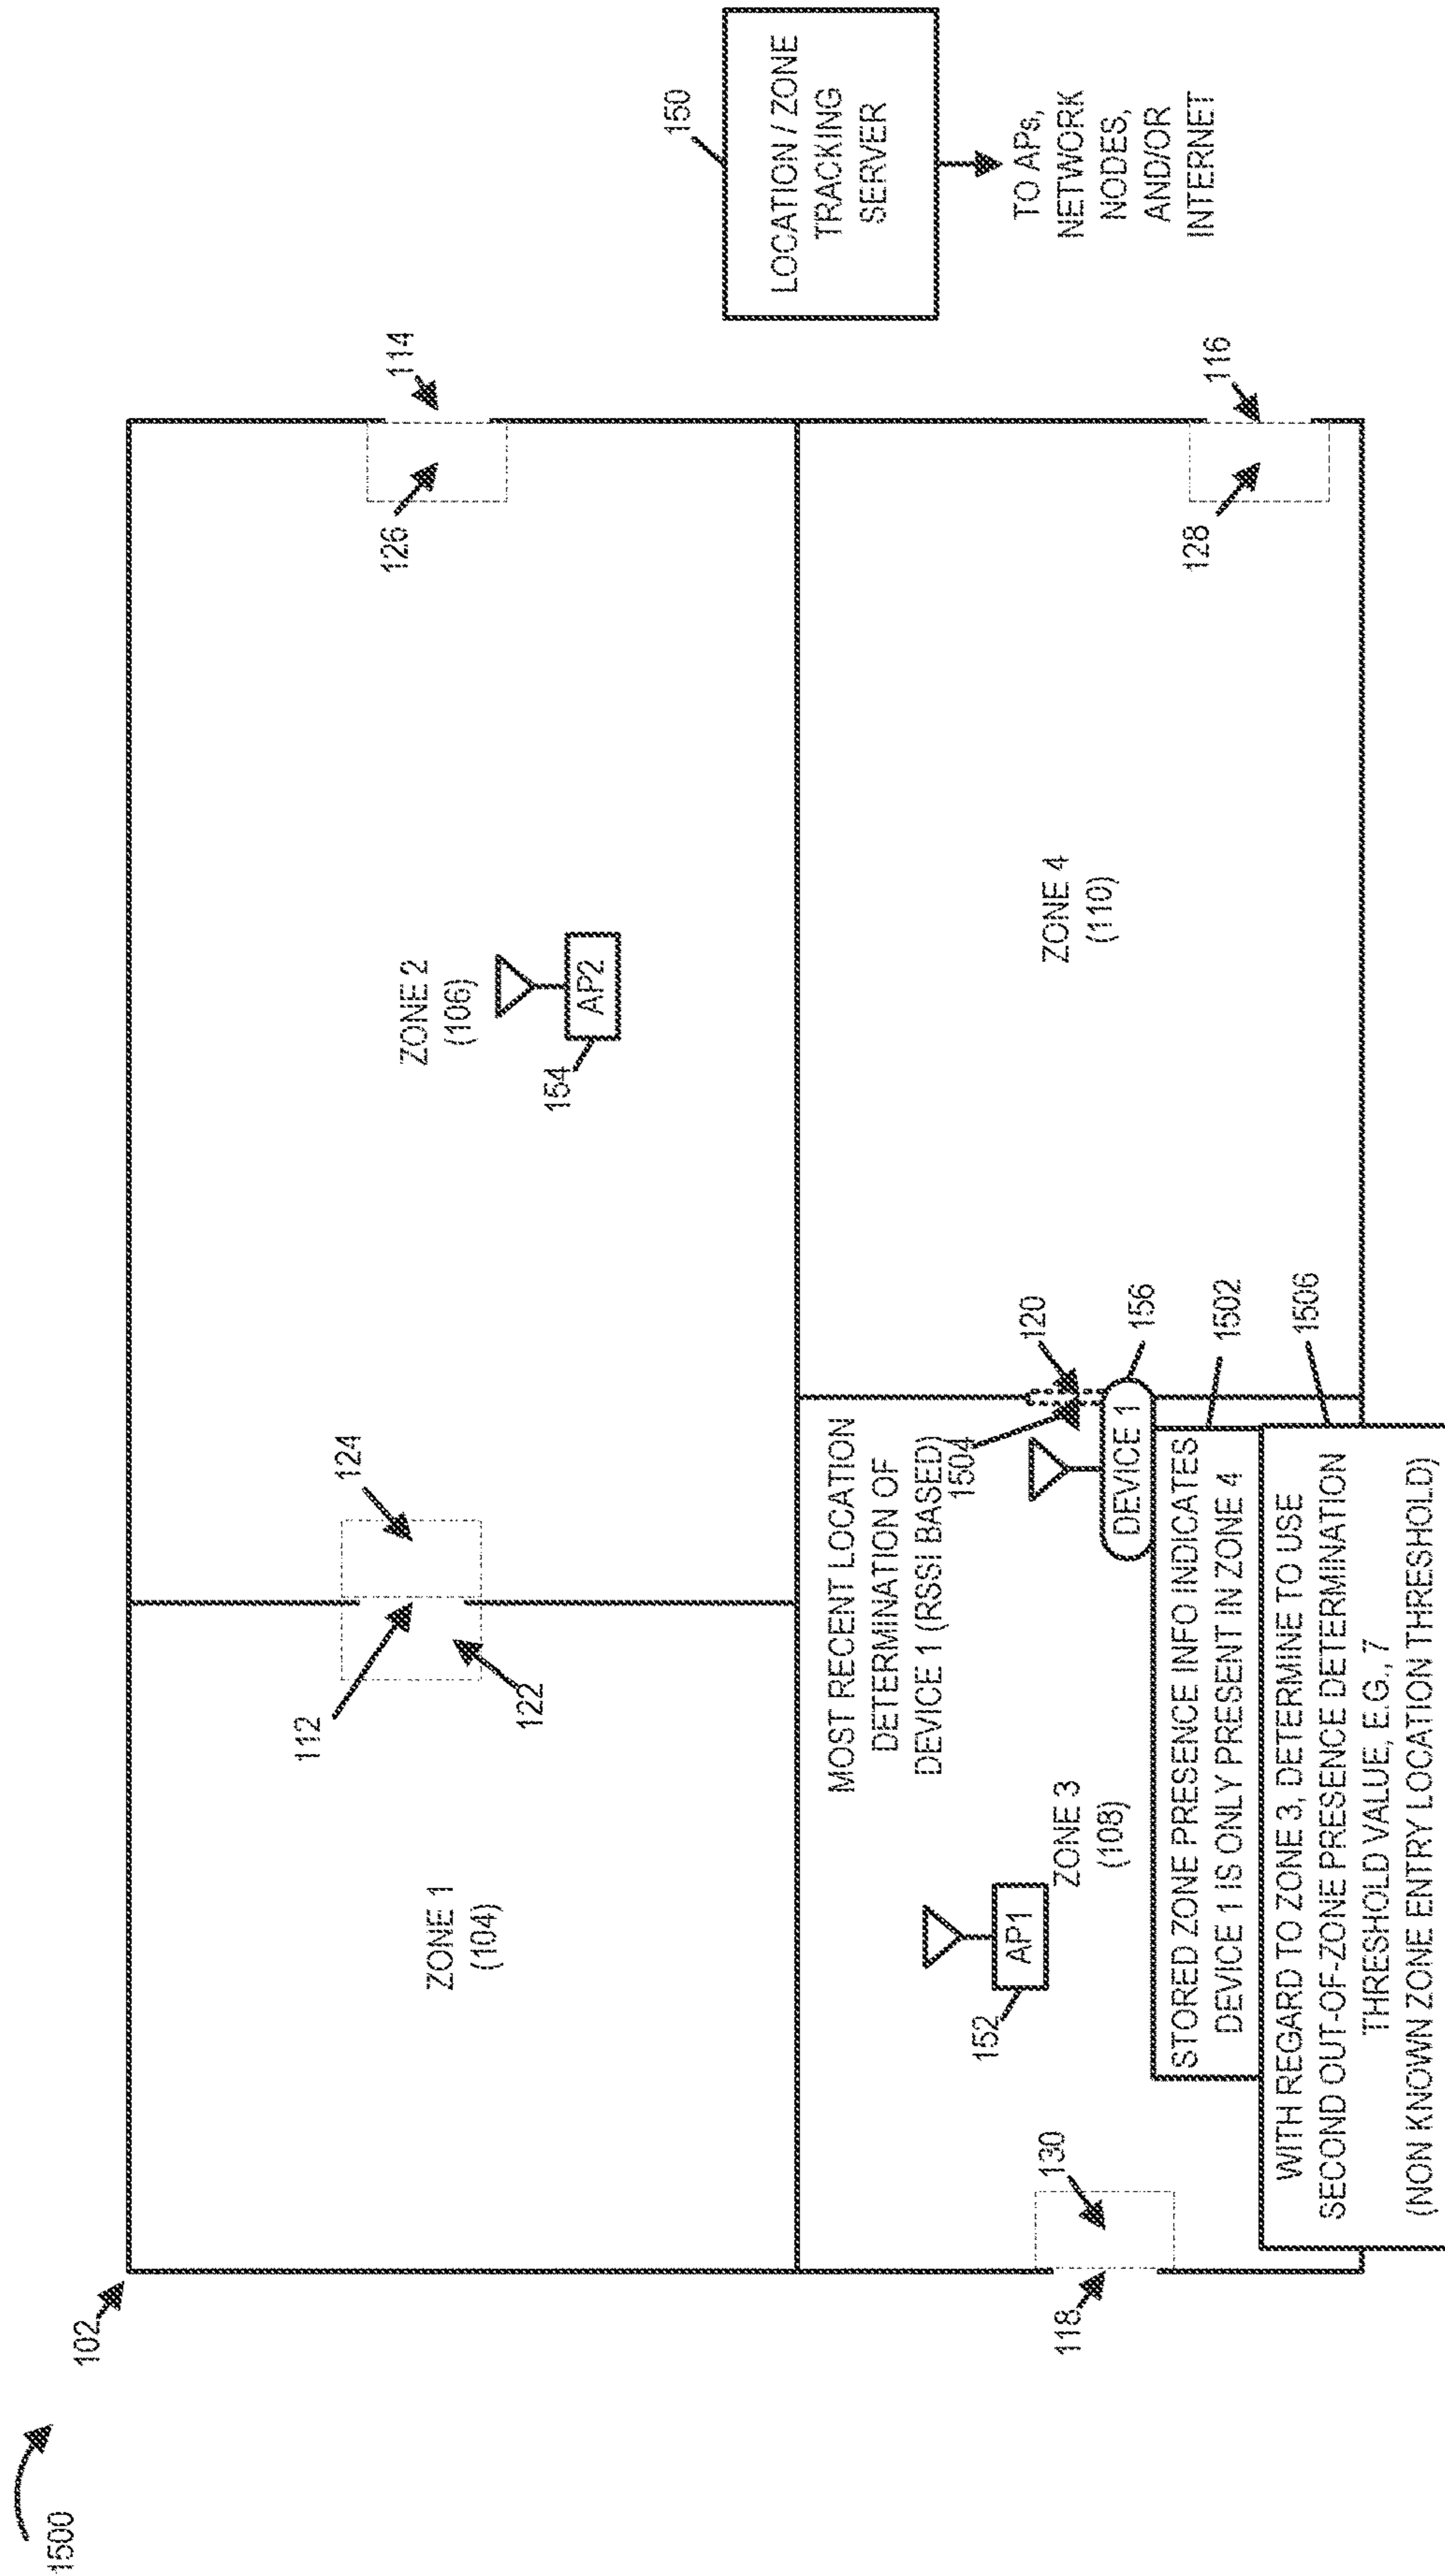 1500
102
ZONE 1
(104)
112
122
124
ZONE 2
(106)
AP2
154
126
114
150
LOCATION / ZONE
TRACKING
SERVER
TO APs,
NETWORK
NODES,
AND/OR
INTERNET
118
130
152
AP1
ZONE 3
(108)
MOST RECENT LOCATION
DETERMINATION OF
DEVICE 1 (RSSI BASED)
1504
120
DEVICE 1
156
STORED ZONE PRESENCE INFO INDICATES
DEVICE 1 IS ONLY PRESENT IN ZONE 4
1502
WITH REGARD TO ZONE 3, DETERMINE TO USE
SECOND OUT-OF-ZONE PRESENCE DETERMINATION
THRESHOLD VALUE, E.G., 7
(NON KNOWN ZONE ENTRY LOCATION THRESHOLD)
1506
ZONE 4
(110)
128
116